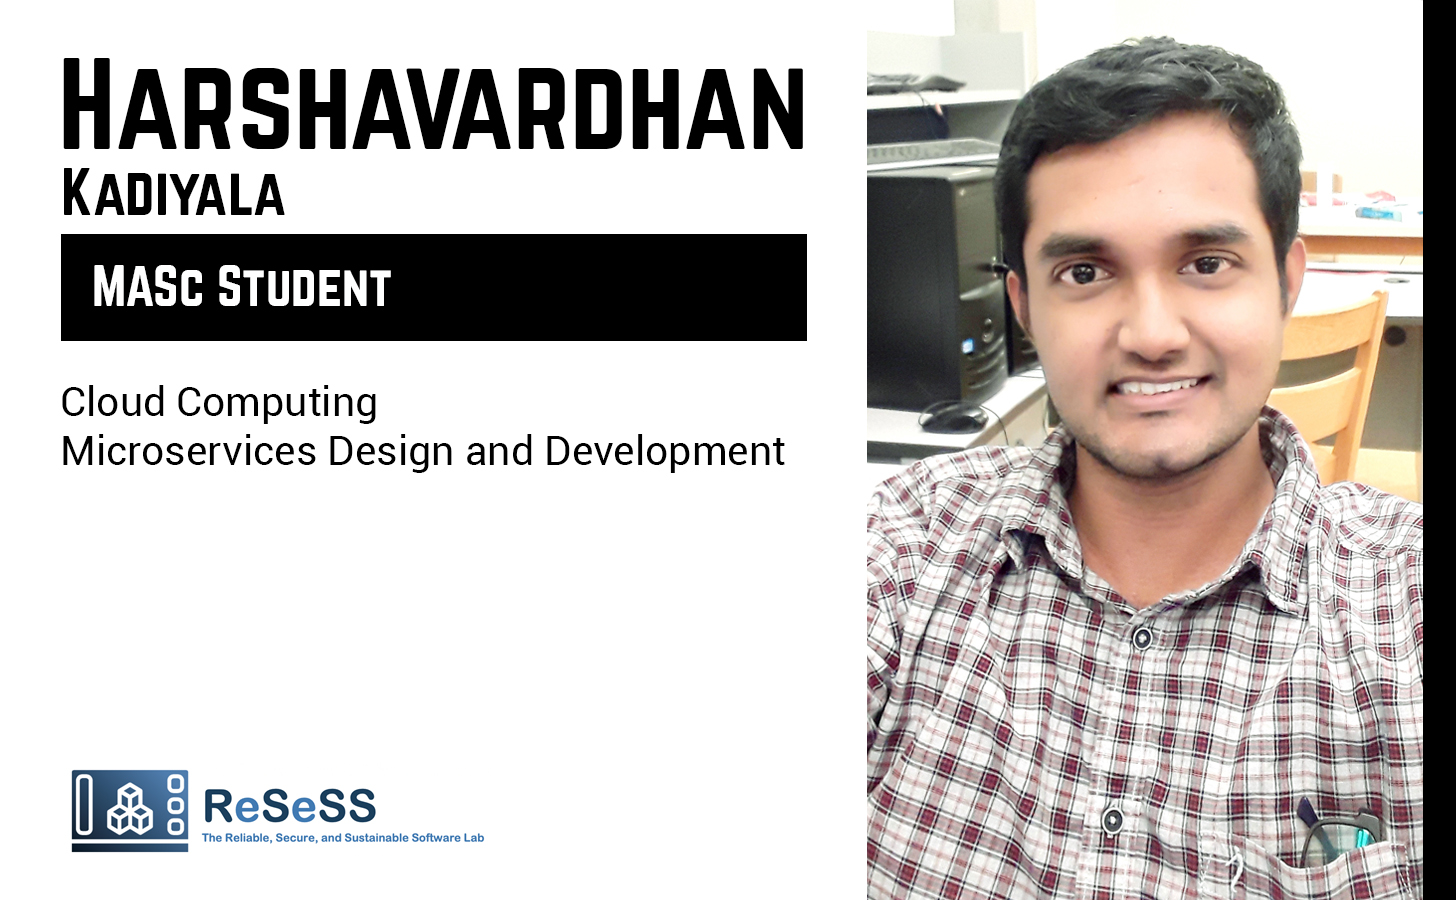 HARSHAVARDHAN
KADIYALA
MASC STUDENT
Cloud Computing
Microservices Design and Development
ReSeSS
The Reliable, Secure, and Sustainable Software Lab